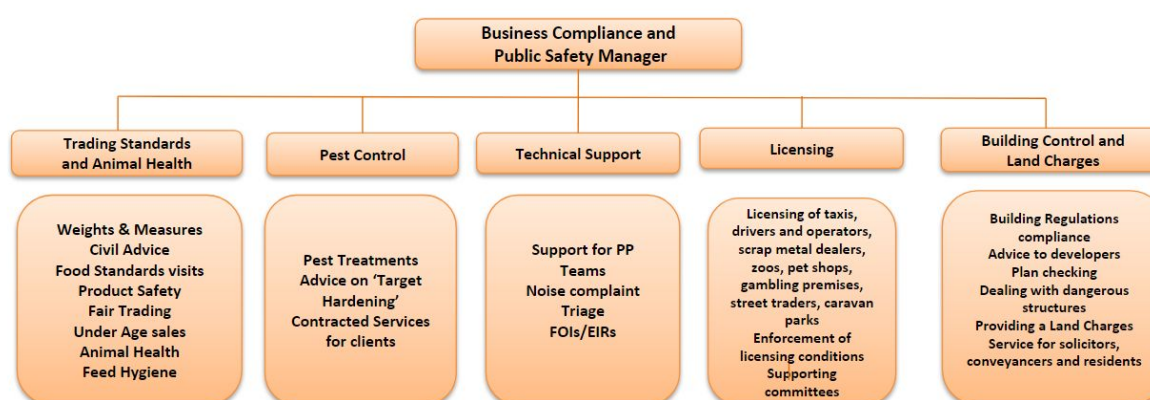 Business Compliance and
Public Safety Manager
Trading Standards
and Animal Health
Pest Control
Technical Support
Licensing
Building Control and
Land Charges
Weights & Measures
Civil Advice
Food Standards visits
Product Safety
Fair Trading
Under Age sales
Animal Health
Feed Hygiene
Pest Treatments
Advice on ‘Target
Hardening’
Contracted Services
for clients
Support for PP
Teams
Noise complaint
Triage
FOIs/EIRs
Licensing of taxis,
drivers and operators,
scrap metal dealers,
zoos, pet shops,
gambling premises,
street traders, caravan
parks
Enforcement of
licensing conditions
Supporting
committees
Building Regulations
compliance
Advice to developers
Plan checking
Dealing with dangerous
structures
Providing a Land Charges
Service for solicitors,
conveyancers and residents